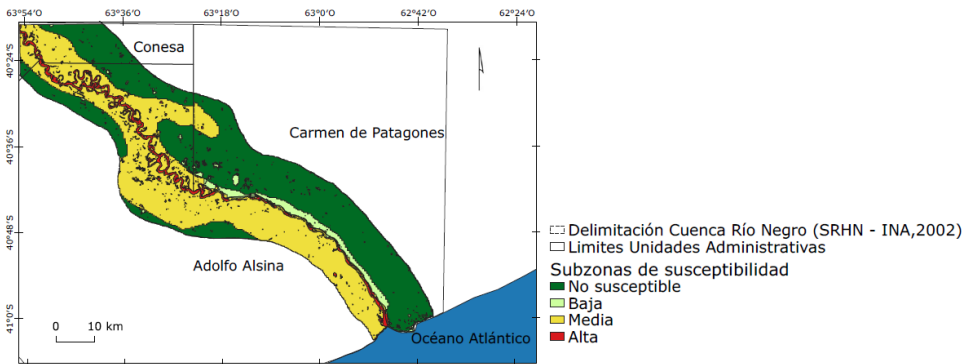 63°54'O 63°36'O 63°18'O 63°0'O 62°42'O 62°24'O
40°24'S
40°36'S
40°48'S
41°0'S
Conesa
Carmen de Patagones
Adolfo Alsina
0 10 km
Océano Atlántico
Delimitación Cuenca Río Negro (SRHN - INA,2002)
Limites Unidades Administrativas
Subzonas de susceptibilidad
No susceptible
Baja
Media
Alta